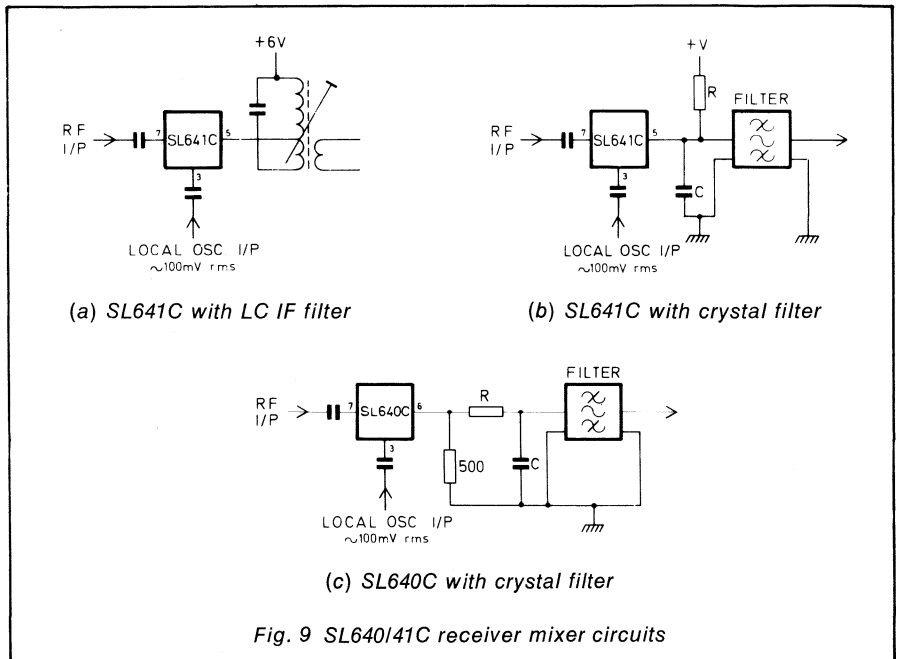 +6V
RF
I/P
7
SL641C
5
3
LOCAL OSC I/P
~100mV rms
(a) SL641C with LC IF filter
+V
R
FILTER
RF
I/P
7
SL641C
5
C
3
LOCAL OSC I/P
~100mV rms
(b) SL641C with crystal filter
FILTER
RF
I/P
7
SL640C
6
R
3
500
C
LOCAL OSC I/P
~100mV rms
(c) SL640C with crystal filter
Fig. 9 SL640/41C receiver mixer circuits